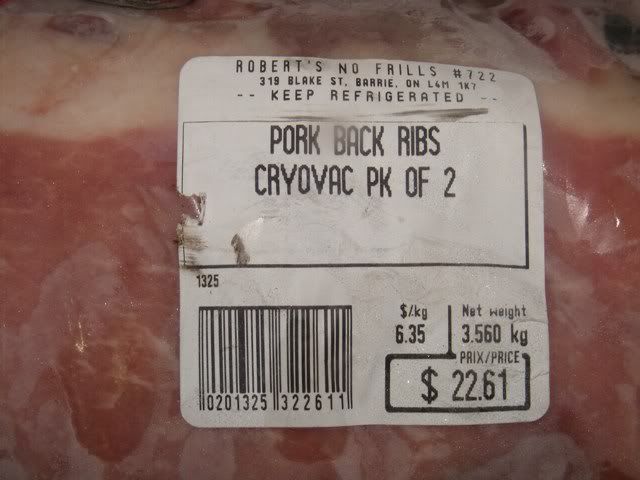 ROBERT'S NO FRILLS #722
319 BLAKE ST, BARRIE, ON L4M 1K7
-- KEEP REFRIGERATED --
PORK BACK RIBS
CRYOVAC PK OF 2
1325
$/kg Net weight
6.35 3.560 kg
PRIX/PRICE
$ 22.61
0201325 322611